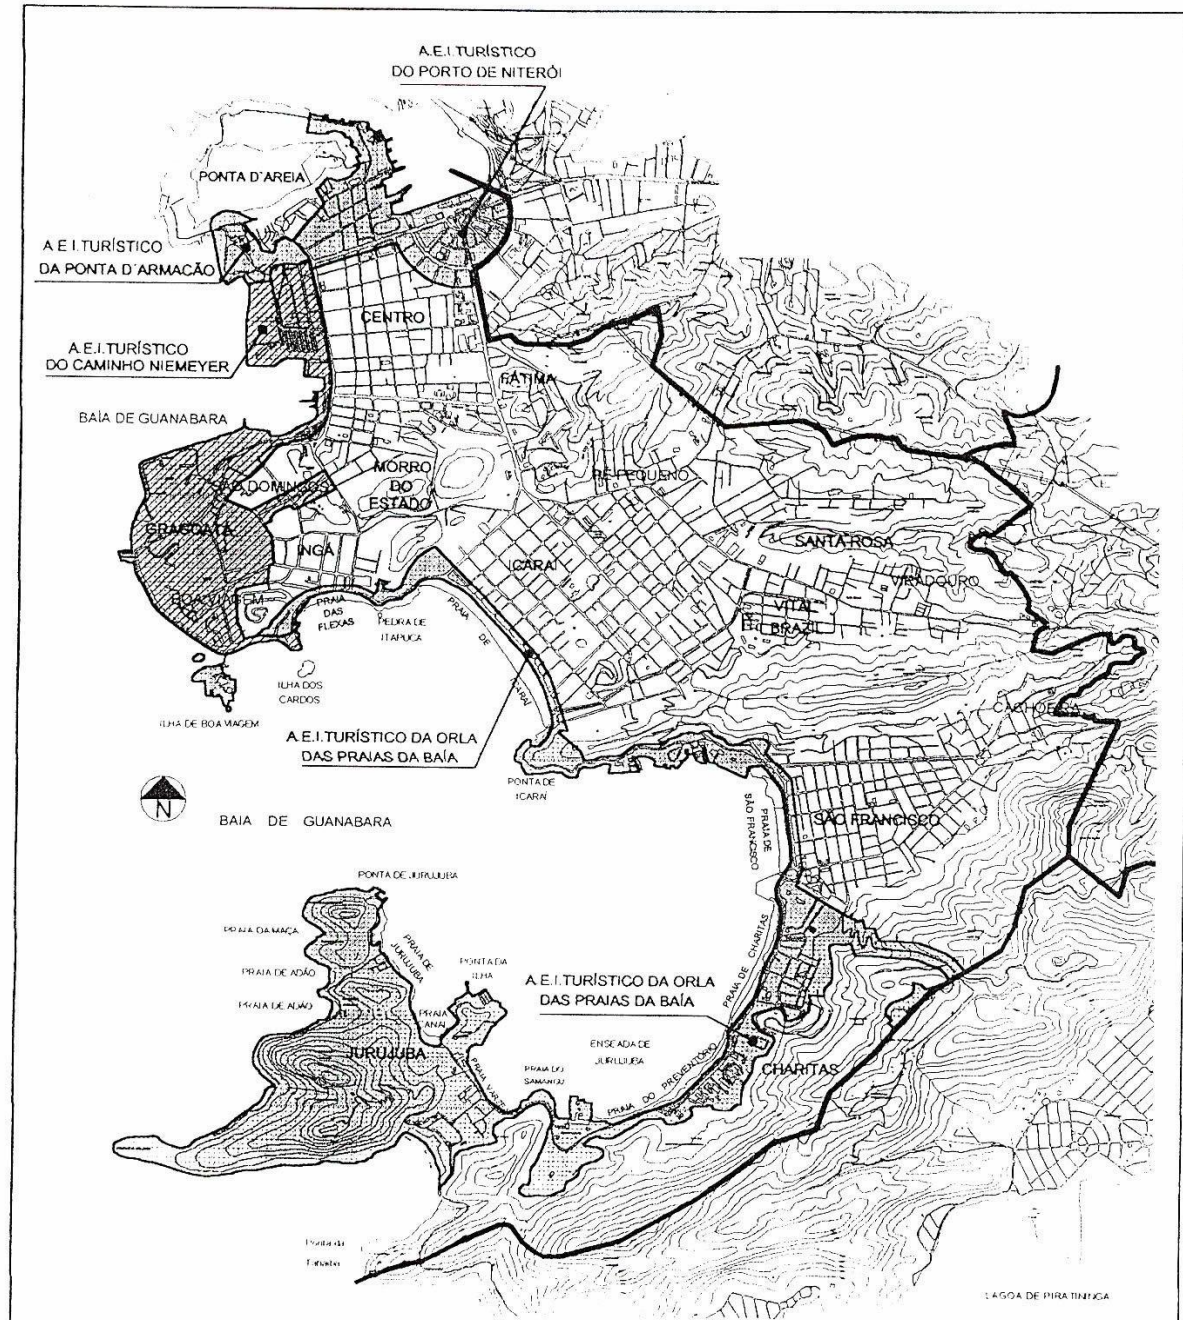 A.E.I.TURÍSTICO
DO PORTO DE NITERÓI
PONTA D'AREIA
A.E.I.TURÍSTICO
DA PONTA D'ARMAÇÃO
CENTRO
A.E.I.TURÍSTICO
DO CAMINHO NIEMEYER
FÁTIMA
BAÍA DE GUANABARA
MORRO
DO
ESTADO
PÉ PEQUENO
SÃO DOMINGOS
GRAGOATÁ
INGÁ
ICARAÍ
SANTA ROSA
VIRADOURO
BOA VIAGEM
PRAIA
DAS
FLEXAS
PEDRA DE
ITAPUCA
PRAIA
DE
ICARAÍ
VITAL
BRAZIL
ILHA DOS
CARDOS
ILHA DE BOA VIAGEM
CACHOEIRA
A.E.I.TURÍSTICO DA ORLA
DAS PRAIAS DA BAÍA
PONTA DE
ICARAÍ
N
BAIA DE GUANABARA
PRAIA DE
SÃO FRANCISCO
SÃO FRANCISCO
PONTA DE JURUJUBA
PRAIA DA MAÇA
PRAIA DE
JURUJUBA
PRAIA DE CHARITAS
PRAIA DE ADÃO
PONTA DA
ILHA
A.E.I.TURÍSTICO DA ORLA
DAS PRAIAS DA BAÍA
PRAIA DE ADÃO
PRAIA
JURUJUBA
ENSEADA DE
JURUJUBA
PRAIA DO
PRAIA DO PREVENTÓRIO
CHARITAS
Ponta da
LAGOA DE PIRATININGA